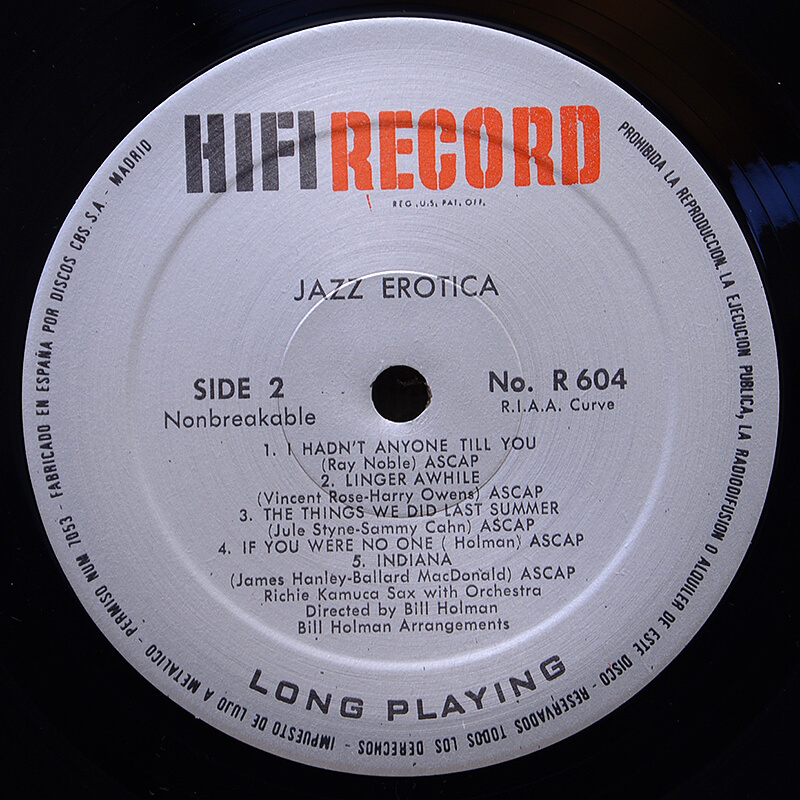 HIFIRECORD
REG. U.S. PAT. OFF.
JAZZ EROTICA
SIDE 2
Nonbreakable
No. R 604
R.I.A.A. Curve
1. I HADN'T ANYONE TILL YOU
(Ray Noble) ASCAP
2. LINGER AWHILE
(Vincent Rose-Harry Owens) ASCAP
3. THE THINGS WE DID LAST SUMMER
(Jule Styne-Sammy Cahn) ASCAP
4. IF YOU WERE NO ONE ( Holman) ASCAP
5. INDIANA
(James Hanley-Ballard MacDonald) ASCAP
Richie Kamuca Sax with Orchestra
Directed by Bill Holman
Bill Holman Arrangements
LONG PLAYING
PROHIBIDA LA REPRODUCCION, LA EJECUCION PUBLICA, LA RADIODIFUSION O ALQUILER DE ESTE DISCO - RESERVADOS TODOS LOS DERECHOS - IMPUESTO DE LUJO A METALICO - PERMISO NUM 7053 - FABRICADO EN ESPAÑA POR DISCOS CBS. S.A. - MADRID